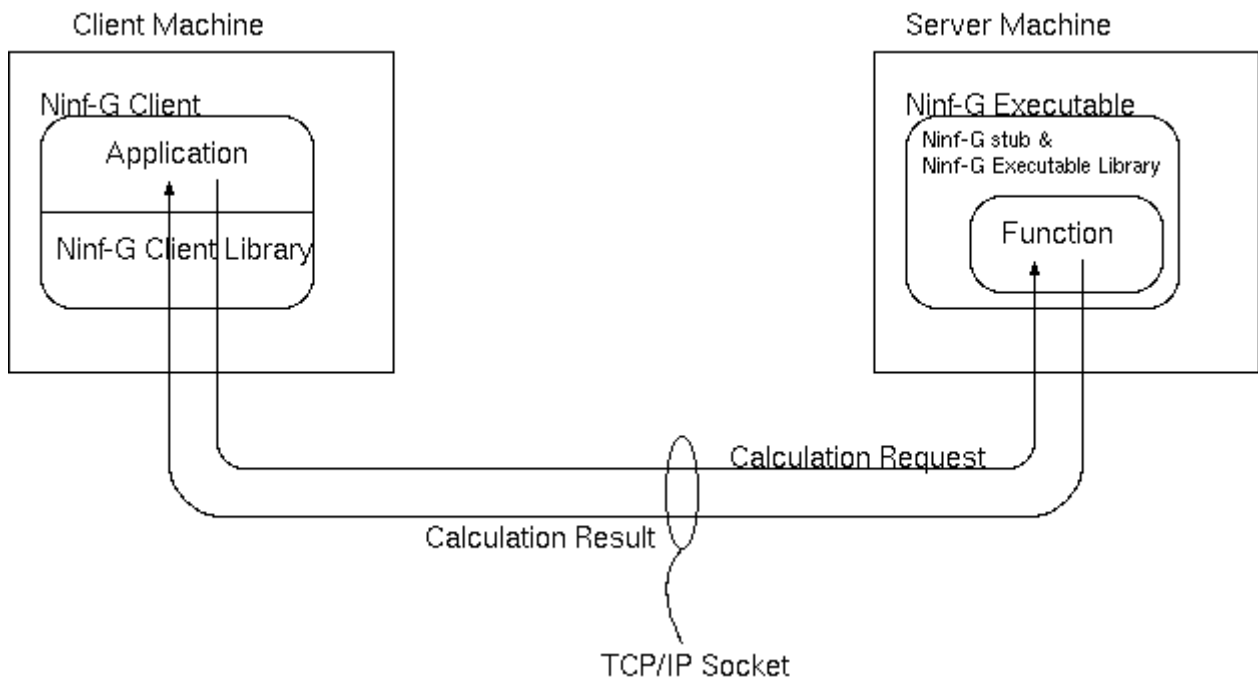 Client Machine
Server Machine
Ninf-G Client
Ninf-G Executable
Application
Ninf-G stub &
Ninf-G Executable Library
Ninf-G Client Library
Function
Calculation Request
Calculation Result
TCP/IP Socket